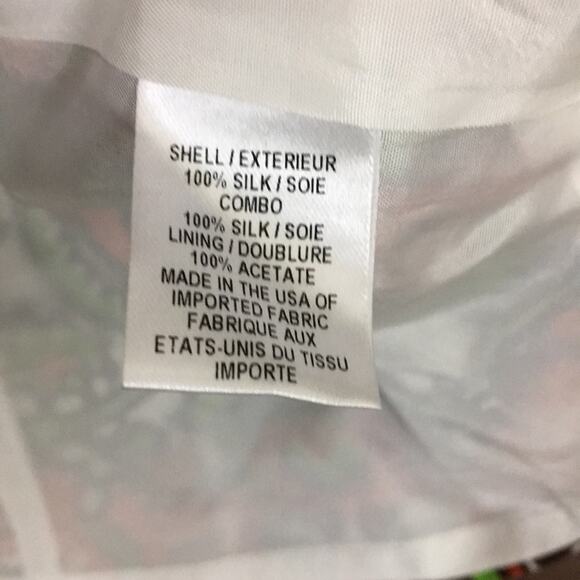 SHELL / EXTERIEUR
100% SILK / SOIE
COMBO
100% SILK / SOIE
LINING / DOUBLURE
100% ACETATE
MADE IN THE USA OF
IMPORTED FABRIC
FABRIQUE AUX
ETATS-UNIS DU TISSU
IMPORTE